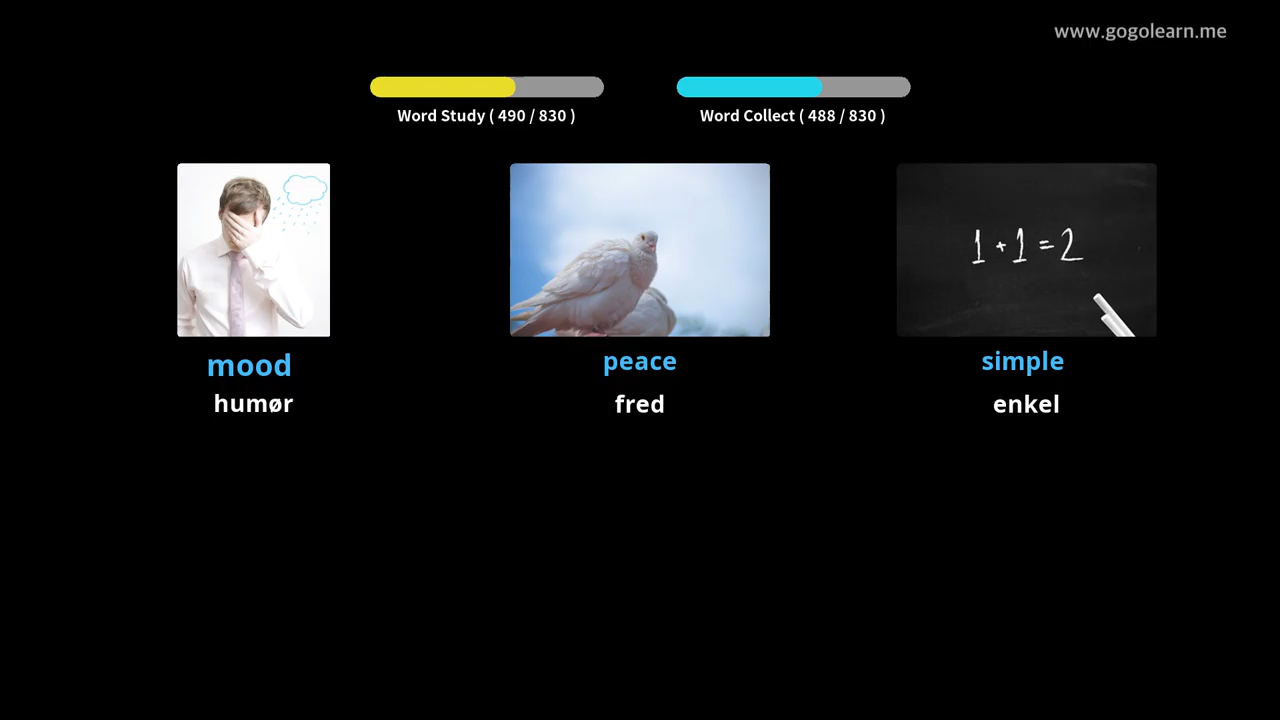 www.gogolearn.me
Word Study ( 490 / 830 )
Word Collect ( 488 / 830 )
1 + 1 = 2
mood
peace
simple
humør
fred
enkel